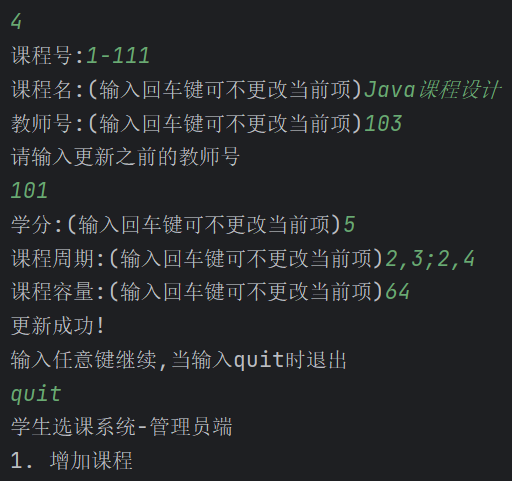 4
课程号:1-111
课程名:(输入回车键可不更改当前项)Java课程设计
教师号:(输入回车键可不更改当前项)103
请输入更新之前的教师号
101
学分:(输入回车键可不更改当前项)5
课程周期:(输入回车键可不更改当前项)2,3;2,4
课程容量:(输入回车键可不更改当前项)64
更新成功!
输入任意键继续,当输入quit时退出
quit
学生选课系统-管理员端
1. 增加课程